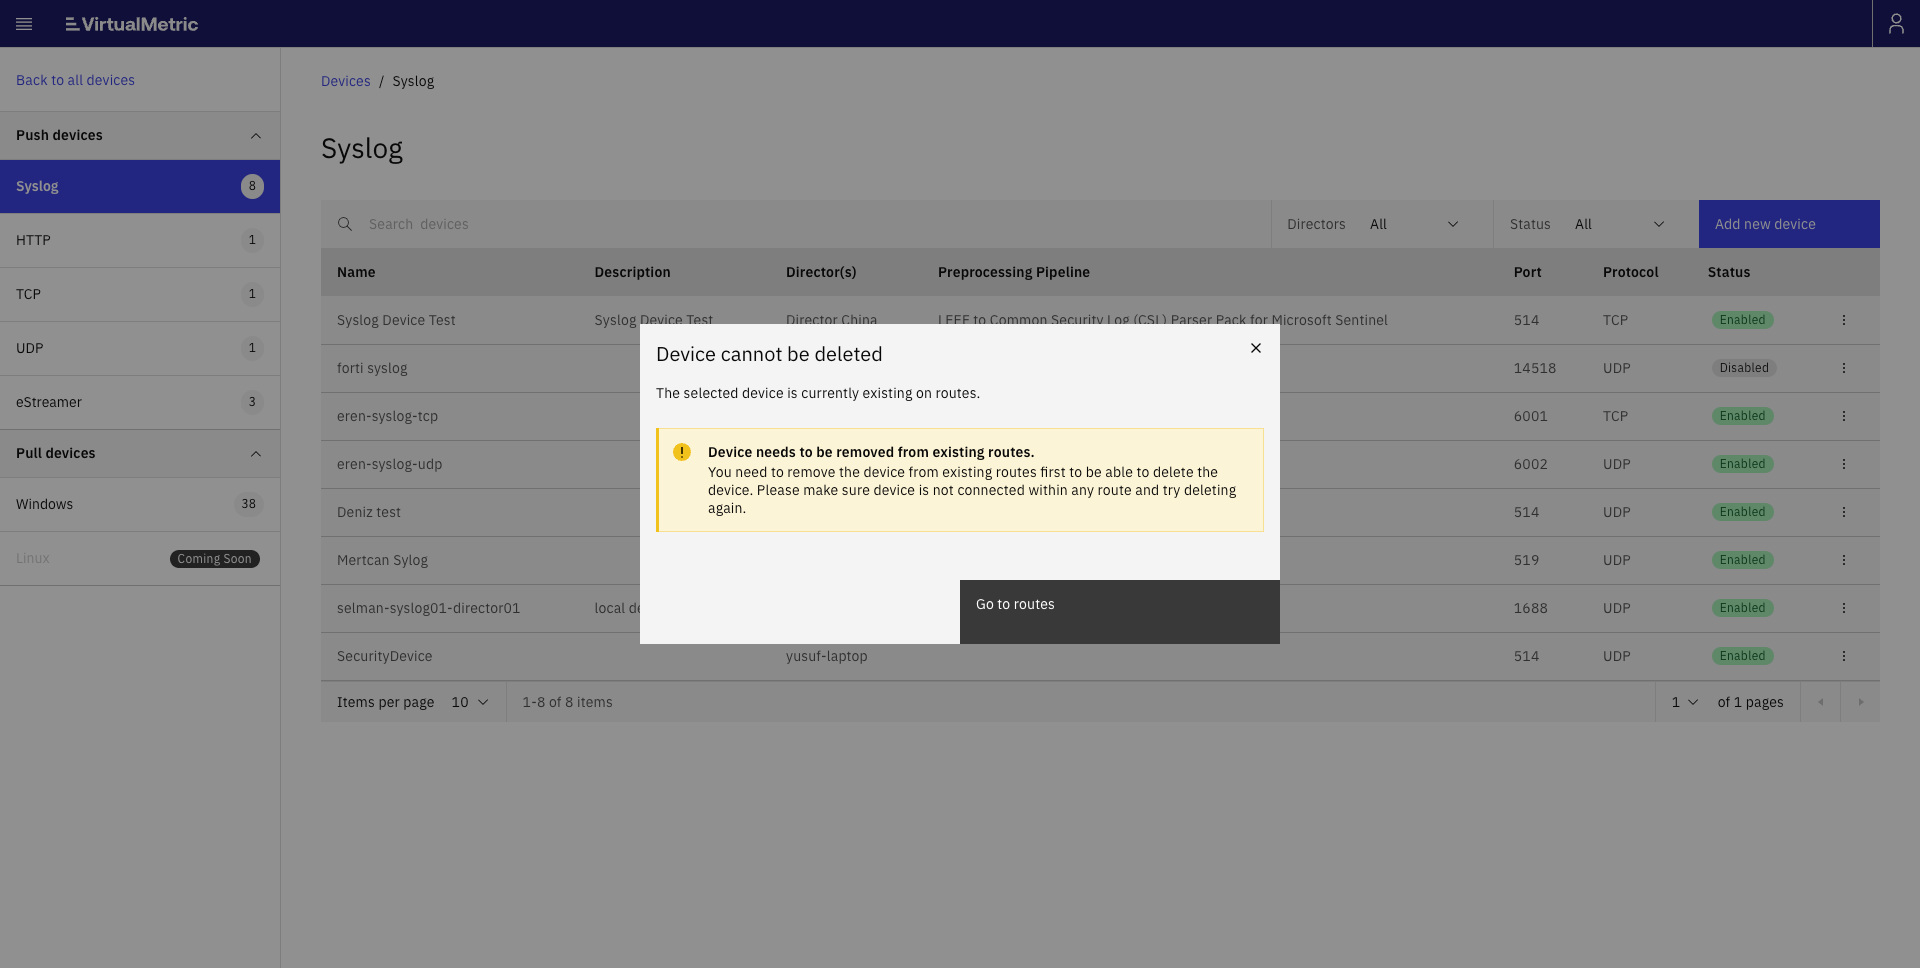 VirtualMetric
Back to all devices
Push devices
Syslog 8
HTTP 1
TCP 1
UDP 1
eStreamer 3
Pull devices
Windows 38
Linux Coming Soon
Devices / Syslog
Syslog
Search devices Directors All Status All Add new device
Name Description Director(s) Preprocessing Pipeline Port Protocol Status
Syslog Device Test Syslog Device Test Director China LEEF to Common Security Log (CSL) Parser Pack for Microsoft Sentinel 514 TCP Enabled
forti syslog 14518 UDP Disabled
eren-syslog-tcp 6001 TCP Enabled
eren-syslog-udp 6002 UDP Enabled
Deniz test 514 UDP Enabled
Mertcan Sylog 519 UDP Enabled
selman-syslog01-director01 local 1688 UDP Enabled
SecurityDevice yusuf-laptop 514 UDP Enabled
Items per page 10 1-8 of 8 items 1 of 1 pages
Device cannot be deleted
The selected device is currently existing on routes.
Device needs to be removed from existing routes.
You need to remove the device from existing routes first to be able to delete the
device. Please make sure device is not connected within any route and try deleting
again.
Go to routes